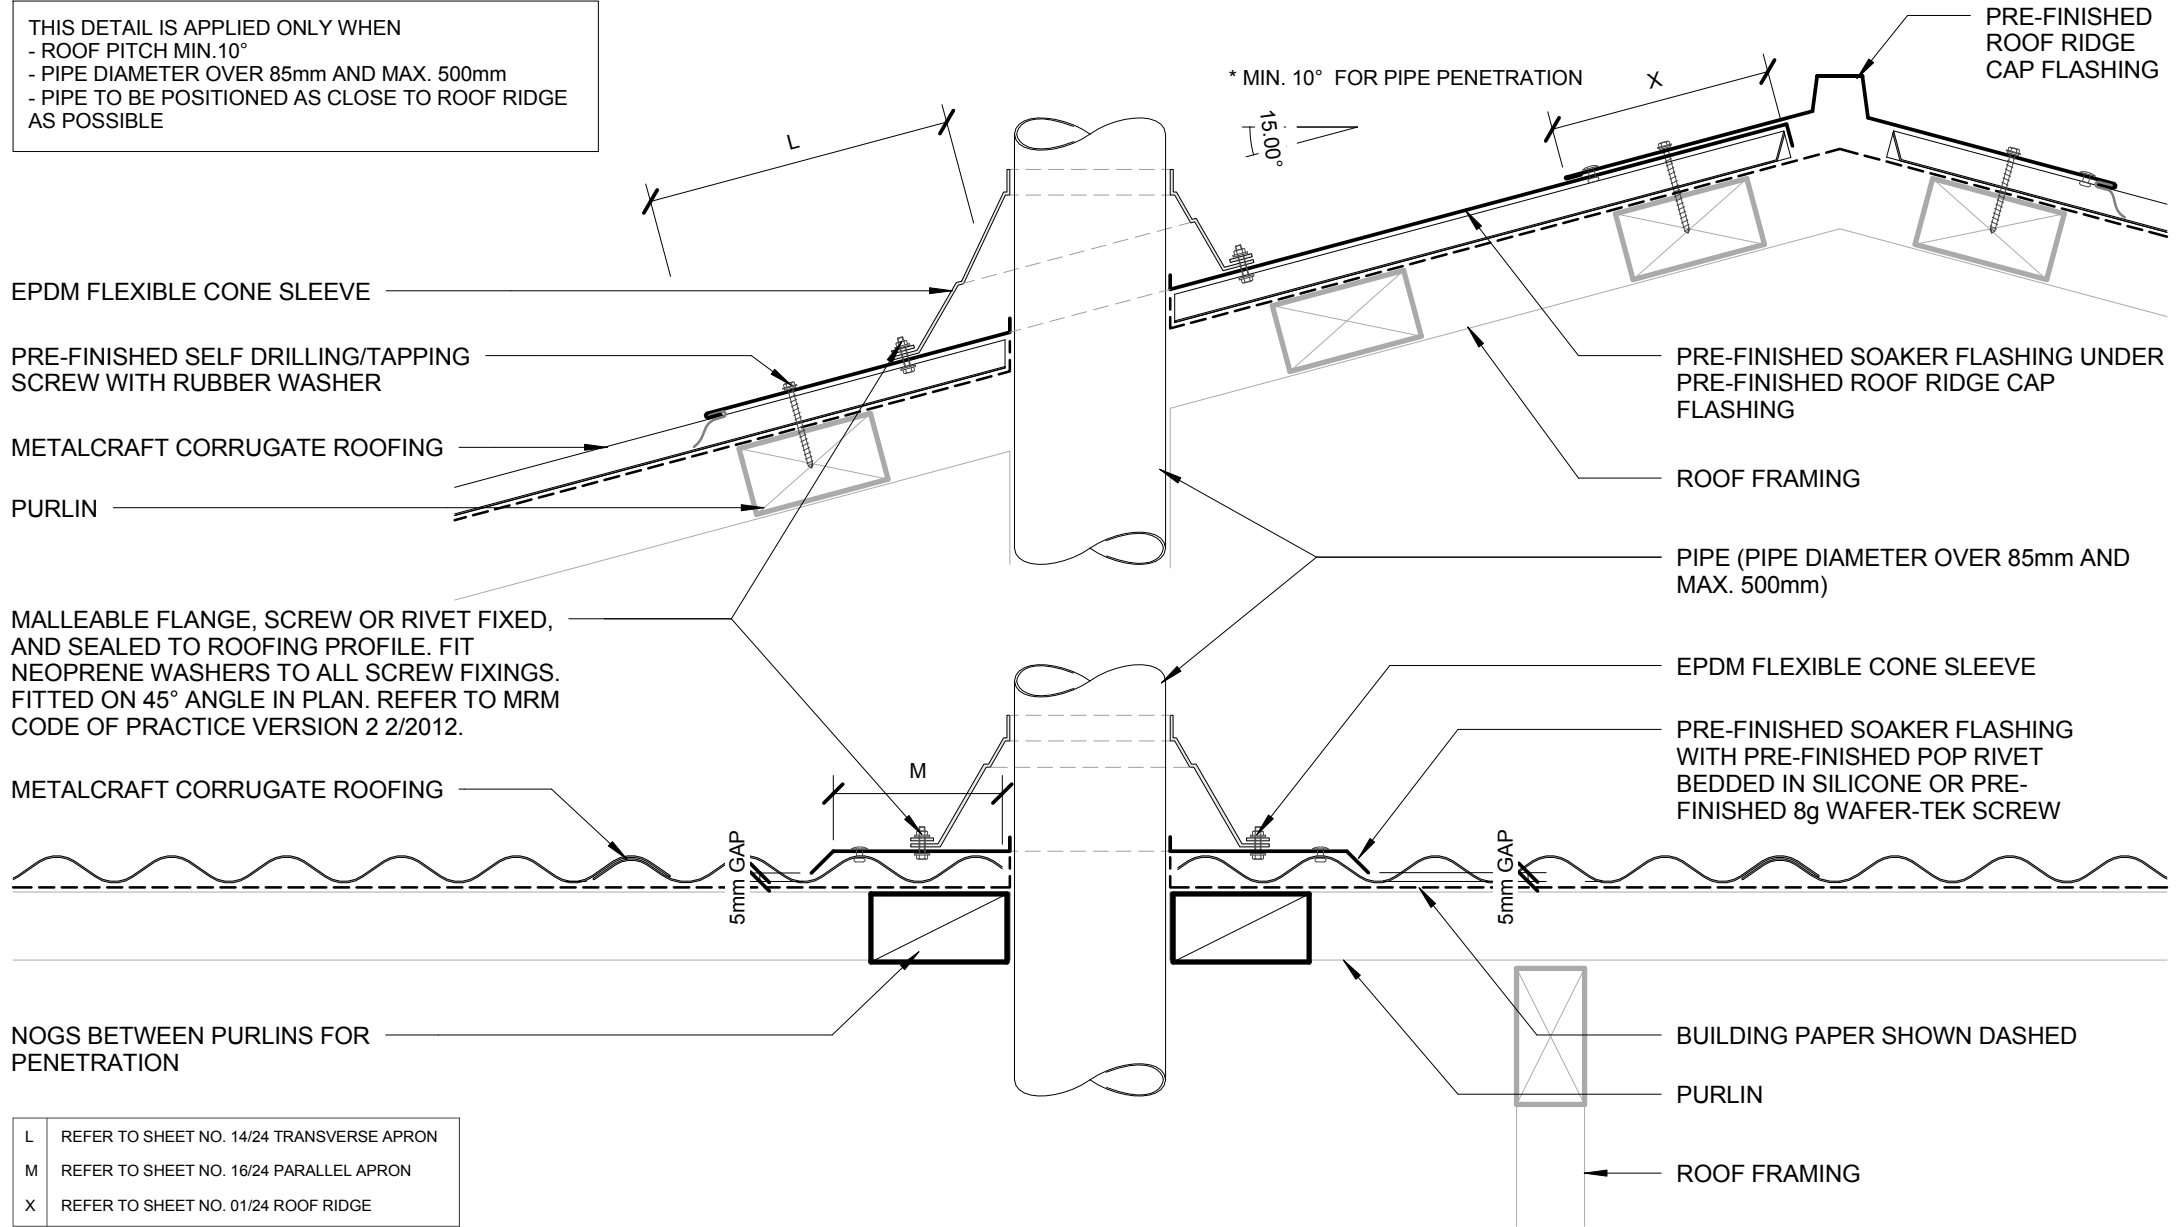 THIS DETAIL IS APPLIED ONLY WHEN
- ROOF PITCH MIN.10°
- PIPE DIAMETER OVER 85mm AND MAX. 500mm
- PIPE TO BE POSITIONED AS CLOSE TO ROOF RIDGE
AS POSSIBLE
L
* MIN. 10° FOR PIPE PENETRATION
15.00°
X
PRE-FINISHED
ROOF RIDGE
CAP FLASHING
EPDM FLEXIBLE CONE SLEEVE
PRE-FINISHED SELF DRILLING/TAPPING
SCREW WITH RUBBER WASHER
METALCRAFT CORRUGATE ROOFING
PURLIN
PRE-FINISHED SOAKER FLASHING UNDER
PRE-FINISHED ROOF RIDGE CAP
FLASHING
ROOF FRAMING
PIPE (PIPE DIAMETER OVER 85mm AND
MAX. 500mm)
MALLEABLE FLANGE, SCREW OR RIVET FIXED,
AND SEALED TO ROOFING PROFILE. FIT
NEOPRENE WASHERS TO ALL SCREW FIXINGS.
FITTED ON 45° ANGLE IN PLAN. REFER TO MRM
CODE OF PRACTICE VERSION 2 2/2012.
METALCRAFT CORRUGATE ROOFING
M
5mm GAP
EPDM FLEXIBLE CONE SLEEVE
PRE-FINISHED SOAKER FLASHING
WITH PRE-FINISHED POP RIVET
BEDDED IN SILICONE OR PRE-
FINISHED 8g WAFER-TEK SCREW
5mm GAP
NOGS BETWEEN PURLINS FOR
PENETRATION
BUILDING PAPER SHOWN DASHED
PURLIN
ROOF FRAMING
L REFER TO SHEET NO. 14/24 TRANSVERSE APRON
M REFER TO SHEET NO. 16/24 PARALLEL APRON
X REFER TO SHEET NO. 01/24 ROOF RIDGE